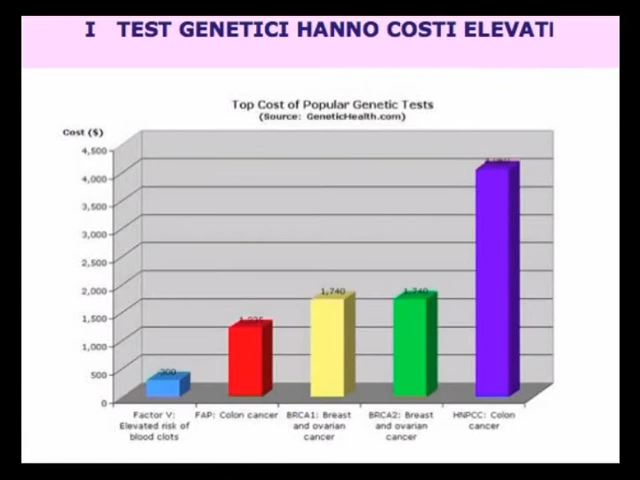 I TEST GENETICI HANNO COSTI ELEVATI
Top Cost of Popular Genetic Tests
(Source: GeneticHealth.com)
Cost ($)
4,500
4,000
3,500
3,000
2,500
2,000
1,500
1,000
500
0
300
1,740
1,740
Factor V:
Elevated risk of
blood clots
FAP: Colon cancer
BRCA1: Breast
and ovarian
cancer
BRCA2: Breast
and ovarian
cancer
HNPCC: Colon
cancer